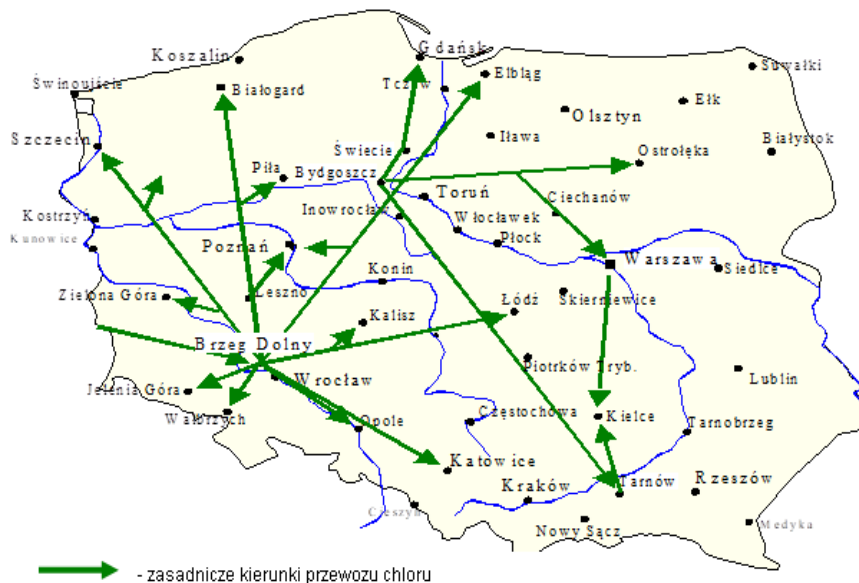 Gdańsk
Koszalin
Elbląg
Suwałki
Świnoujście
Białogard
Tczew
Ełk
Olsztyn
Iława
Szczecin
Świecie
Białystok
Ostrołęka
Piła
Bydgoszcz
Toruń
Ciechanów
Kostrzyń
Inowrocław
Włocławek
Kunowice
Poznań
Płock
Warszawa
Siedlce
Konin
Zielona Góra
Leszno
Skierniewice
Łódź
Kalisz
Brzeg Dolny
Piotrków Tryb.
Lublin
Wrocław
Jelenia Góra
Wałbrzych
Opole
Częstochowa
Kielce
Tarnobrzeg
Katowice
Kraków
Tarnów
Rzeszów
Cieszyn
Nowy Sącz
Medyka
- zasadnicze kierunki przewozu chloru